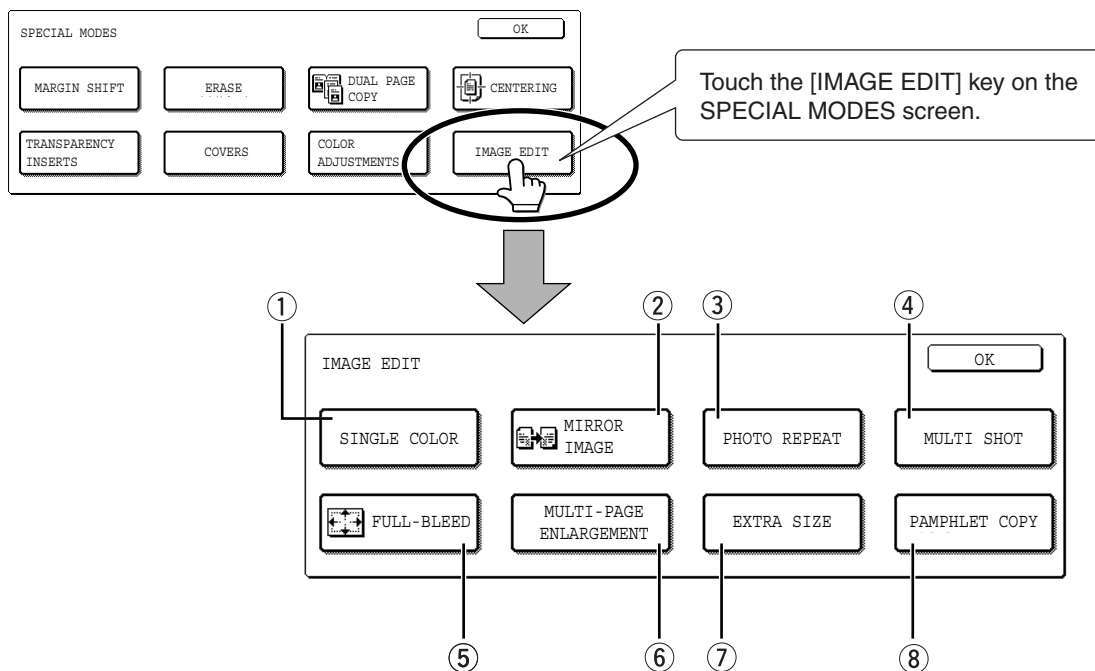 SPECIAL MODES
OK
MARGIN SHIFT
ERASE
DUAL PAGE
COPY
CENTERING
TRANSPARENCY
INSERTS
COVERS
COLOR
ADJUSTMENTS
IMAGE EDIT
Touch the [IMAGE EDIT] key on the
SPECIAL MODES screen.
①
②
③
④
IMAGE EDIT
OK
SINGLE COLOR
MIRROR
IMAGE
PHOTO REPEAT
MULTI SHOT
FULL-BLEED
MULTI-PAGE
ENLARGEMENT
EXTRA SIZE
PAMPHLET COPY
⑤
⑥
⑦
⑧